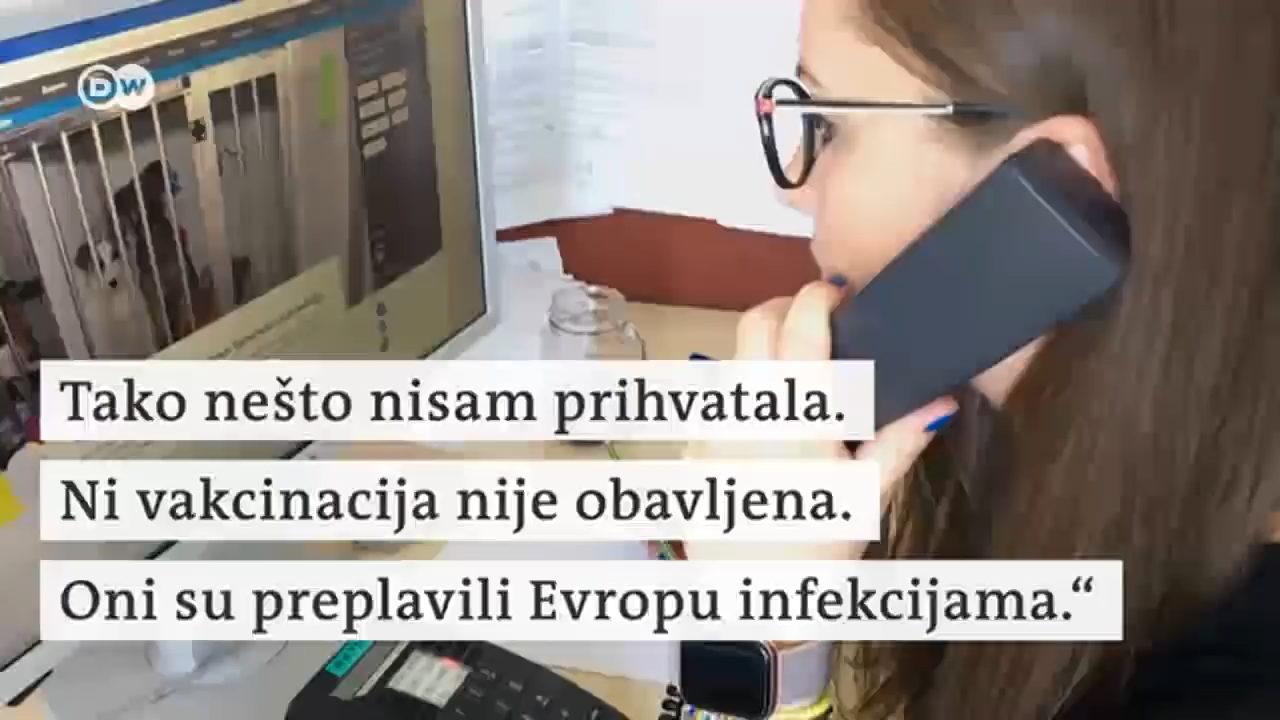 DW
Tako nešto nisam prihvatala.
Ni vakcinacija nije obavljena.
Oni su preplavili Evropu infekcijama.“